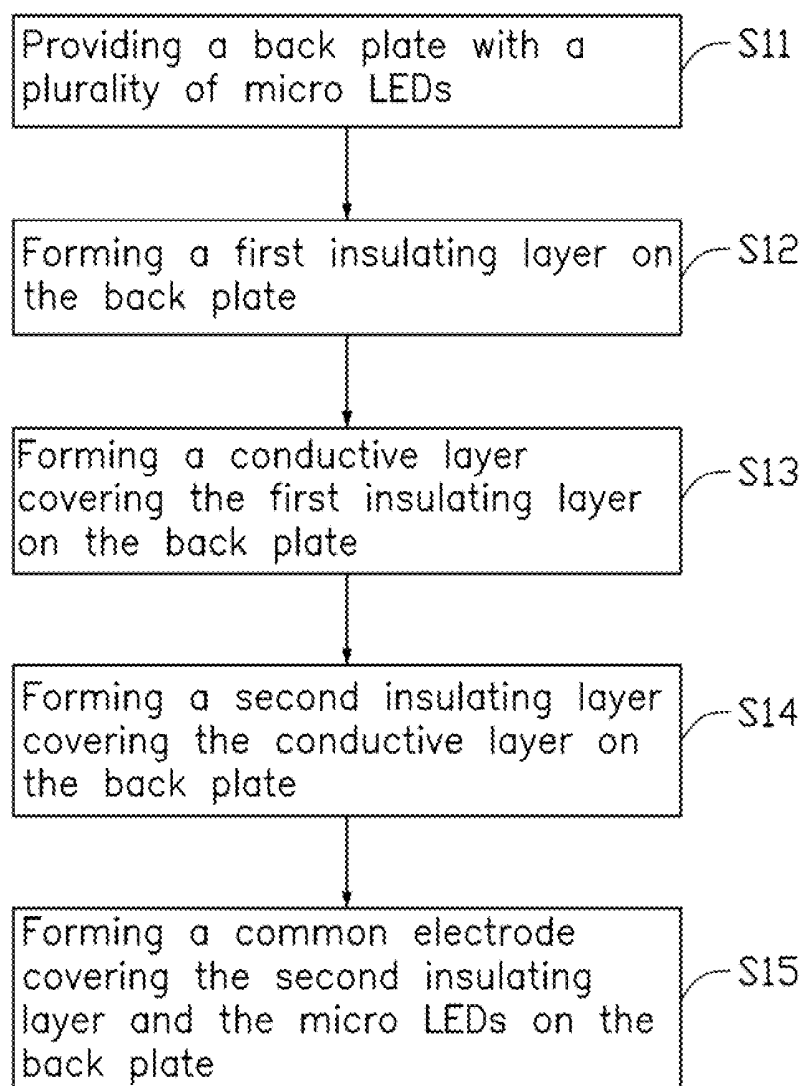 Providing a back plate with a
plurality of micro LEDs
S11
Forming a first insulating layer on
the back plate
S12
Forming a conductive layer
covering the first insulating layer
on the back plate
S13
Forming a second insulating layer
covering the conductive layer on
the back plate
S14
Forming a common electrode
covering the second insulating
layer and the micro LEDs on the
back plate
S15